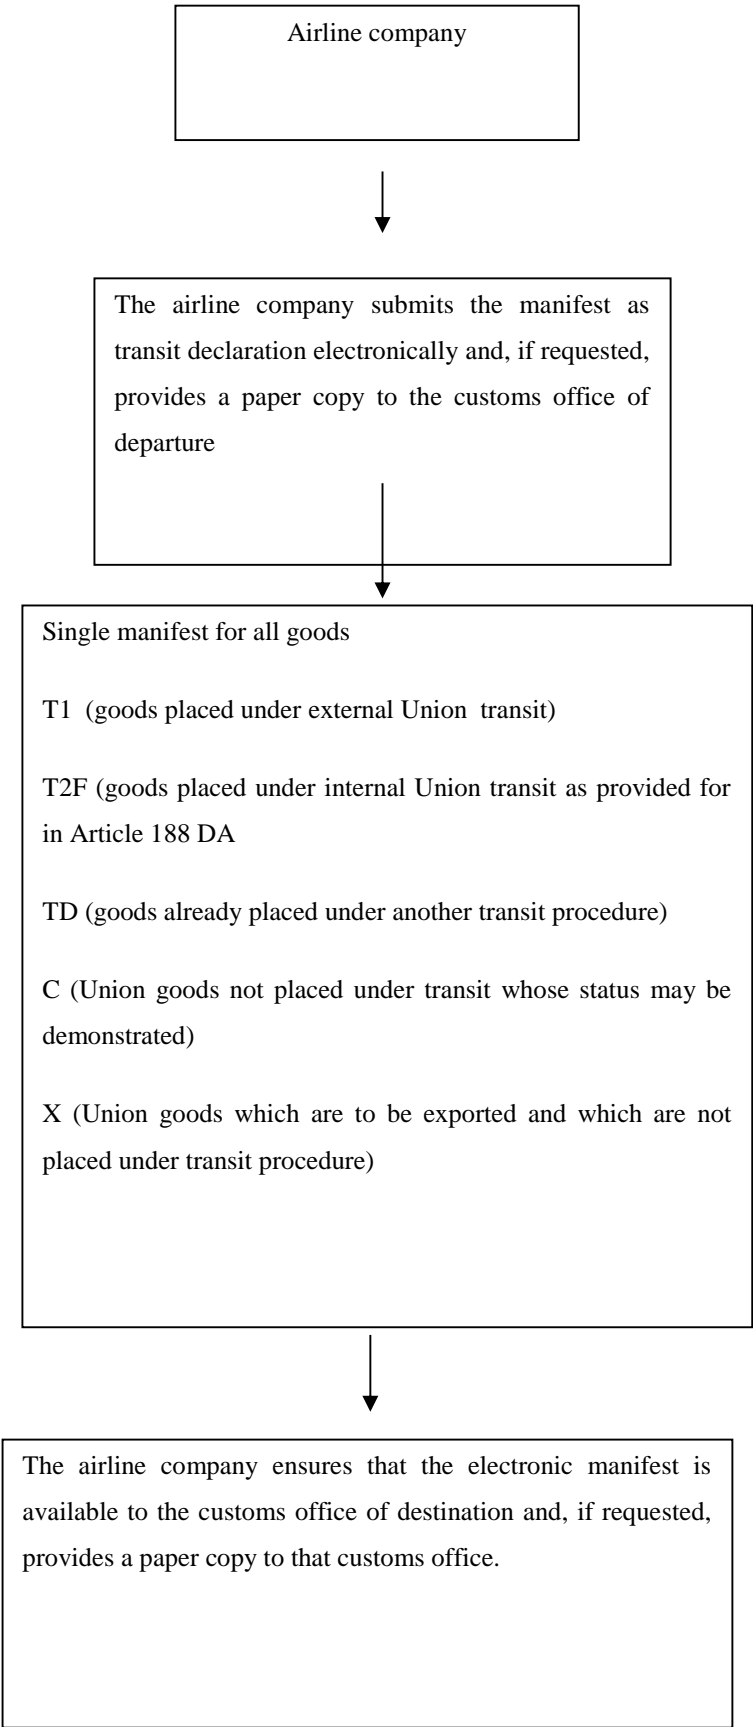 Airline company
The airline company submits the manifest as
transit declaration electronically and, if requested,
provides a paper copy to the customs office of
departure
Single manifest for all goods
T1 (goods placed under external Union transit)
T2F (goods placed under internal Union transit as provided for
in Article 188 DA
TD (goods already placed under another transit procedure)
C (Union goods not placed under transit whose status may be
demonstrated)
X (Union goods which are to be exported and which are not
placed under transit procedure)
The airline company ensures that the electronic manifest is
available to the customs office of destination and, if requested,
provides a paper copy to that customs office.